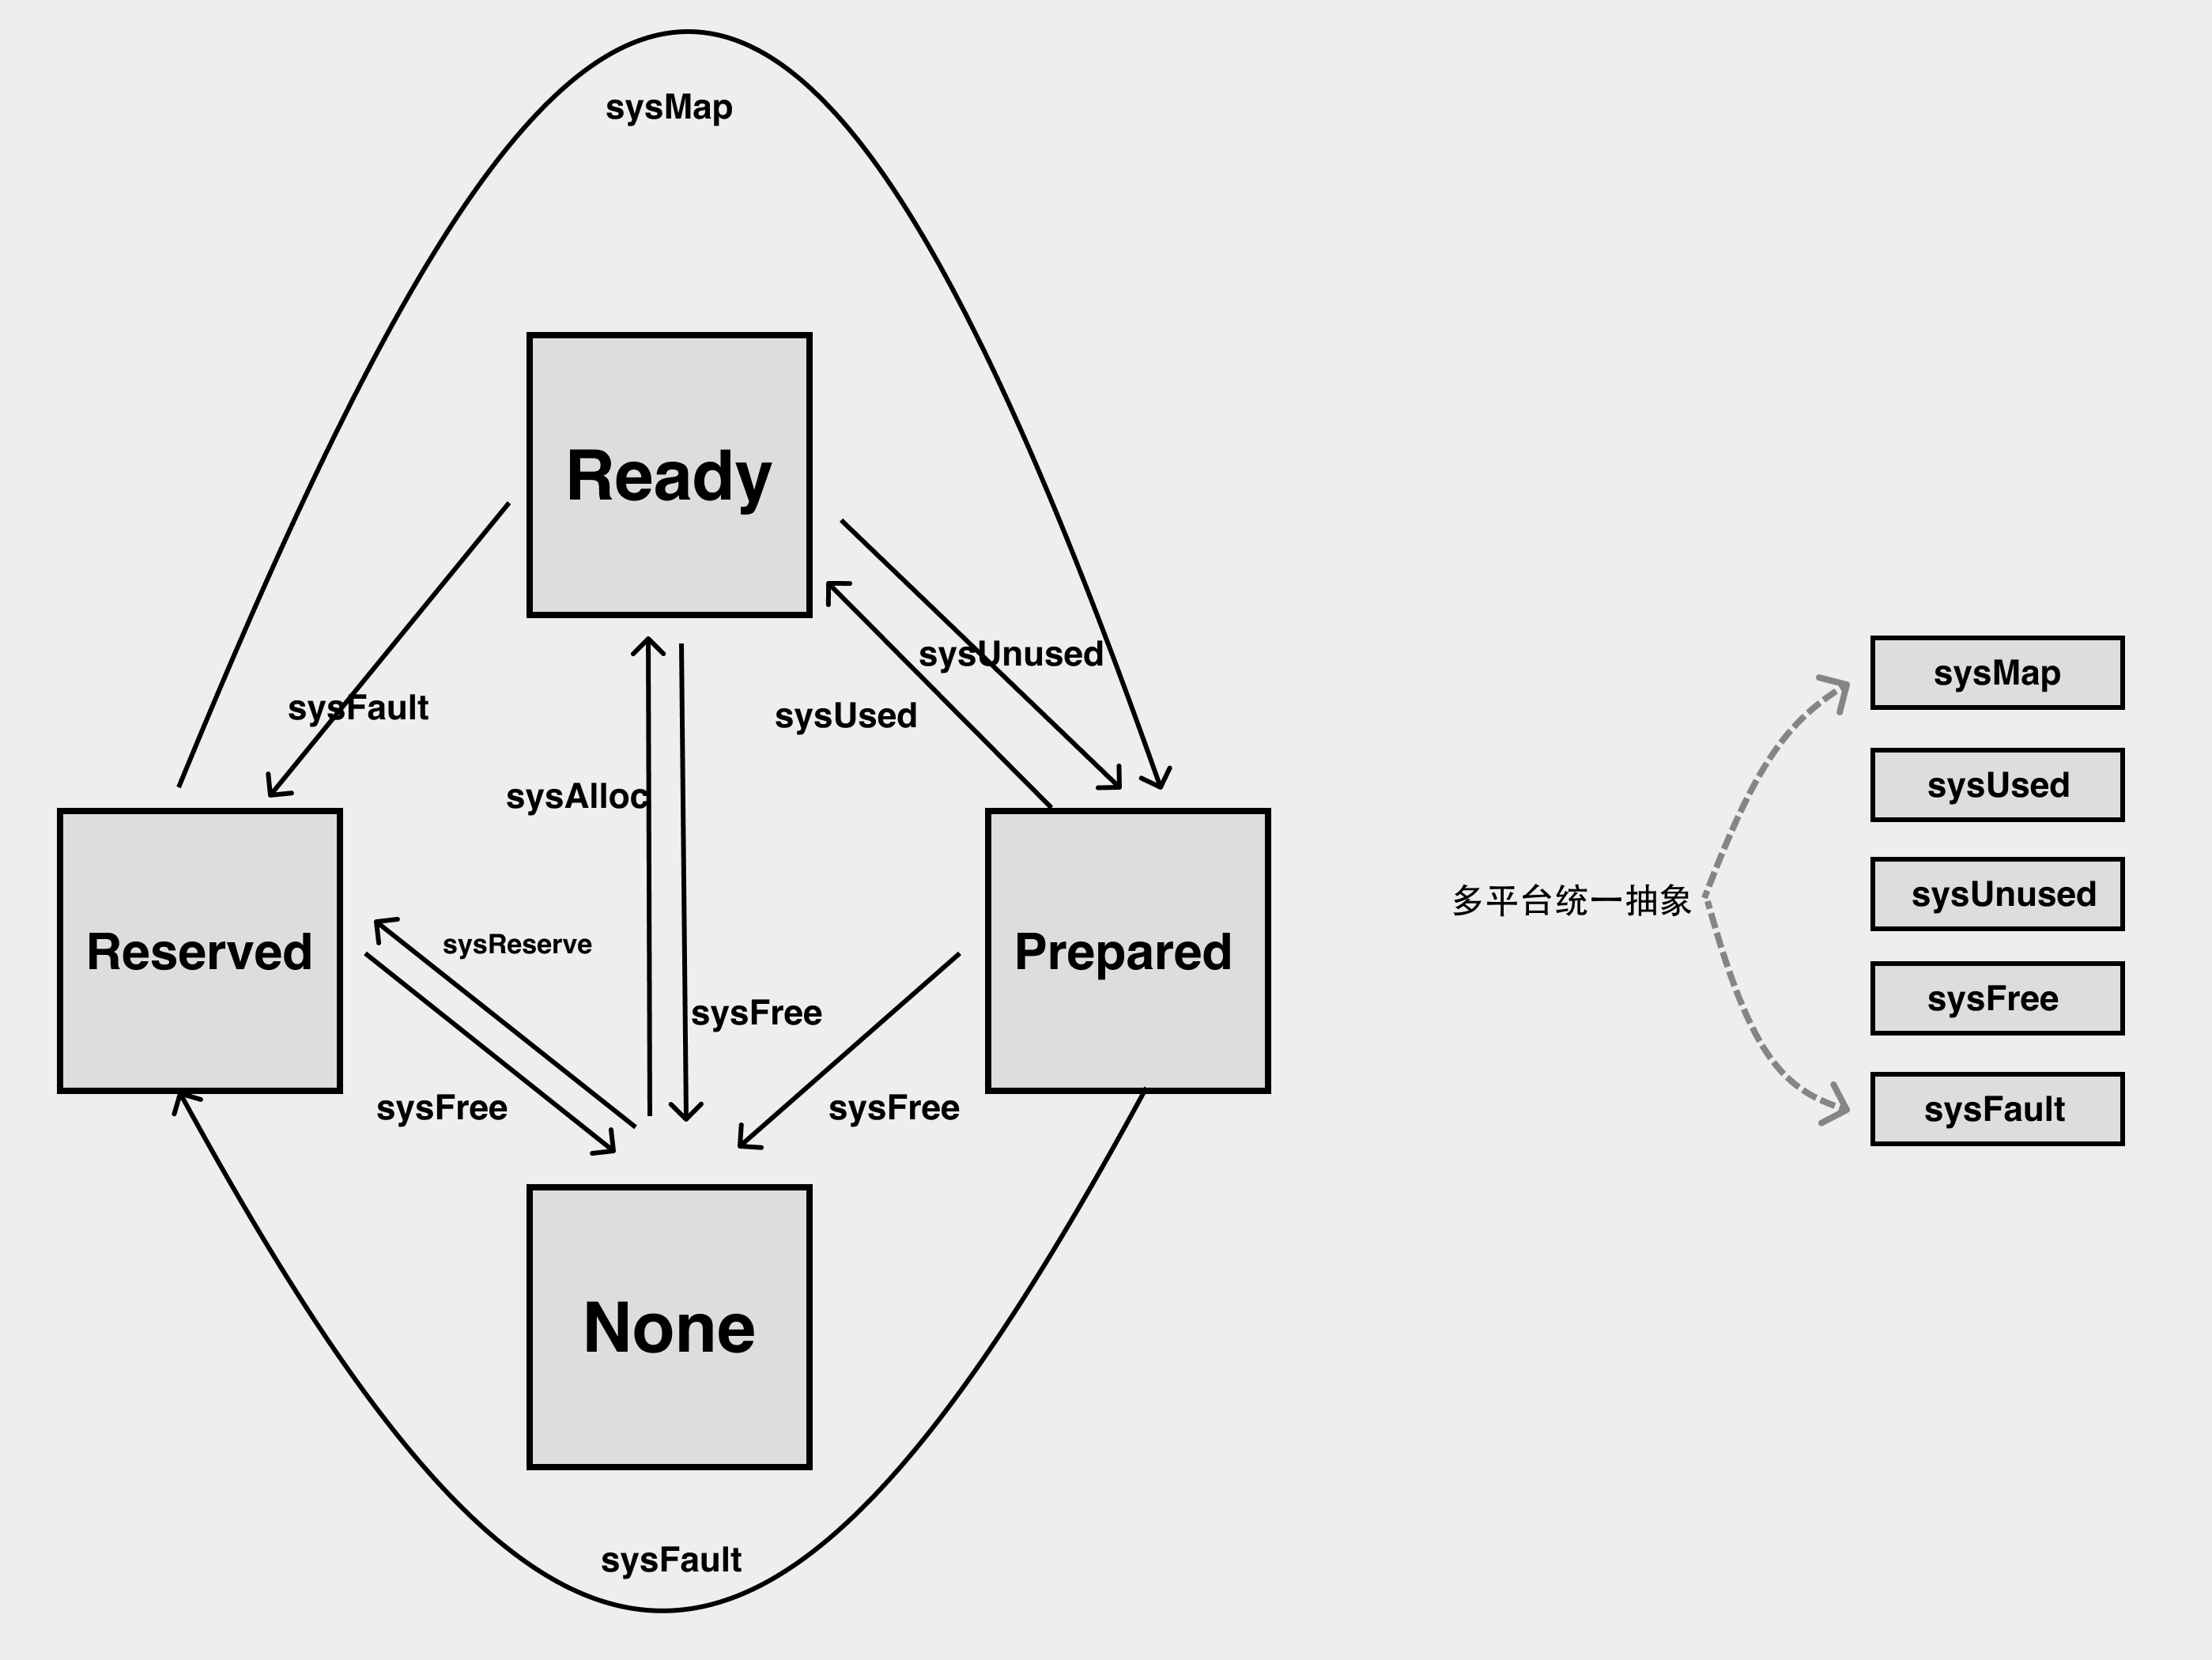 sysMap
Ready
sysUnused
sysFault
sysUsed
sysAlloc
sysReserve
Reserved
Prepared
sysFree
sysFree
sysFree
None
sysFault
多平台统一抽象
sysMap
sysUsed
sysUnused
sysFree
sysFault